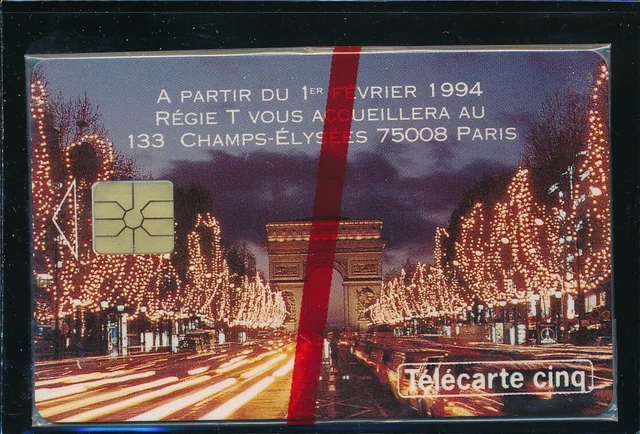 A PARTIR DU 1ER FÉVRIER 1994
RÉGIE T VOUS ACCUEILLERA AU
133 CHAMPS-ÉLYSÉES 75008 PARIS
Télécarte cinq